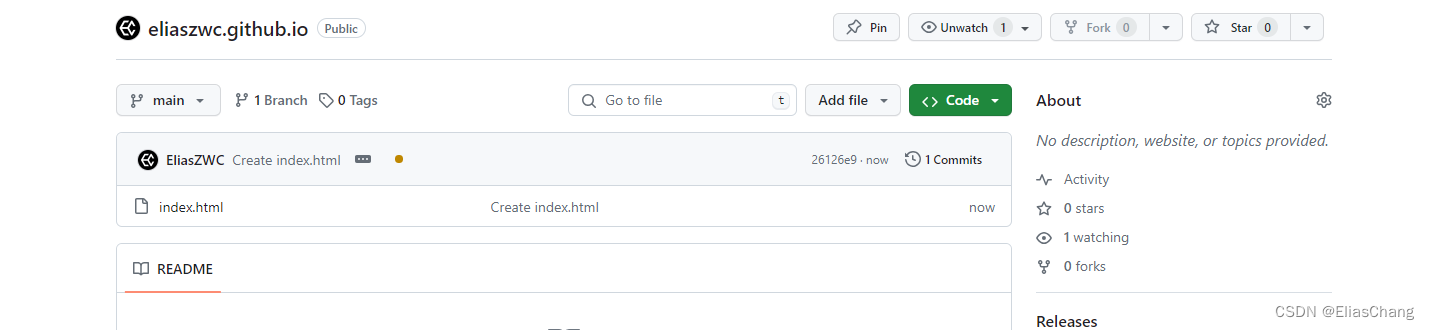 eliaszwc.github.io Public Pin Unwatch 1 Fork 0 Star 0
main 1 Branch 0 Tags Go to file t Add file Code
EliasZWC Create index.html 26126e9 · now 1 Commits
index.html Create index.html now
README
About
No description, website, or topics provided.
Activity
0 stars
1 watching
0 forks
Releases
CSDN @EliasChang